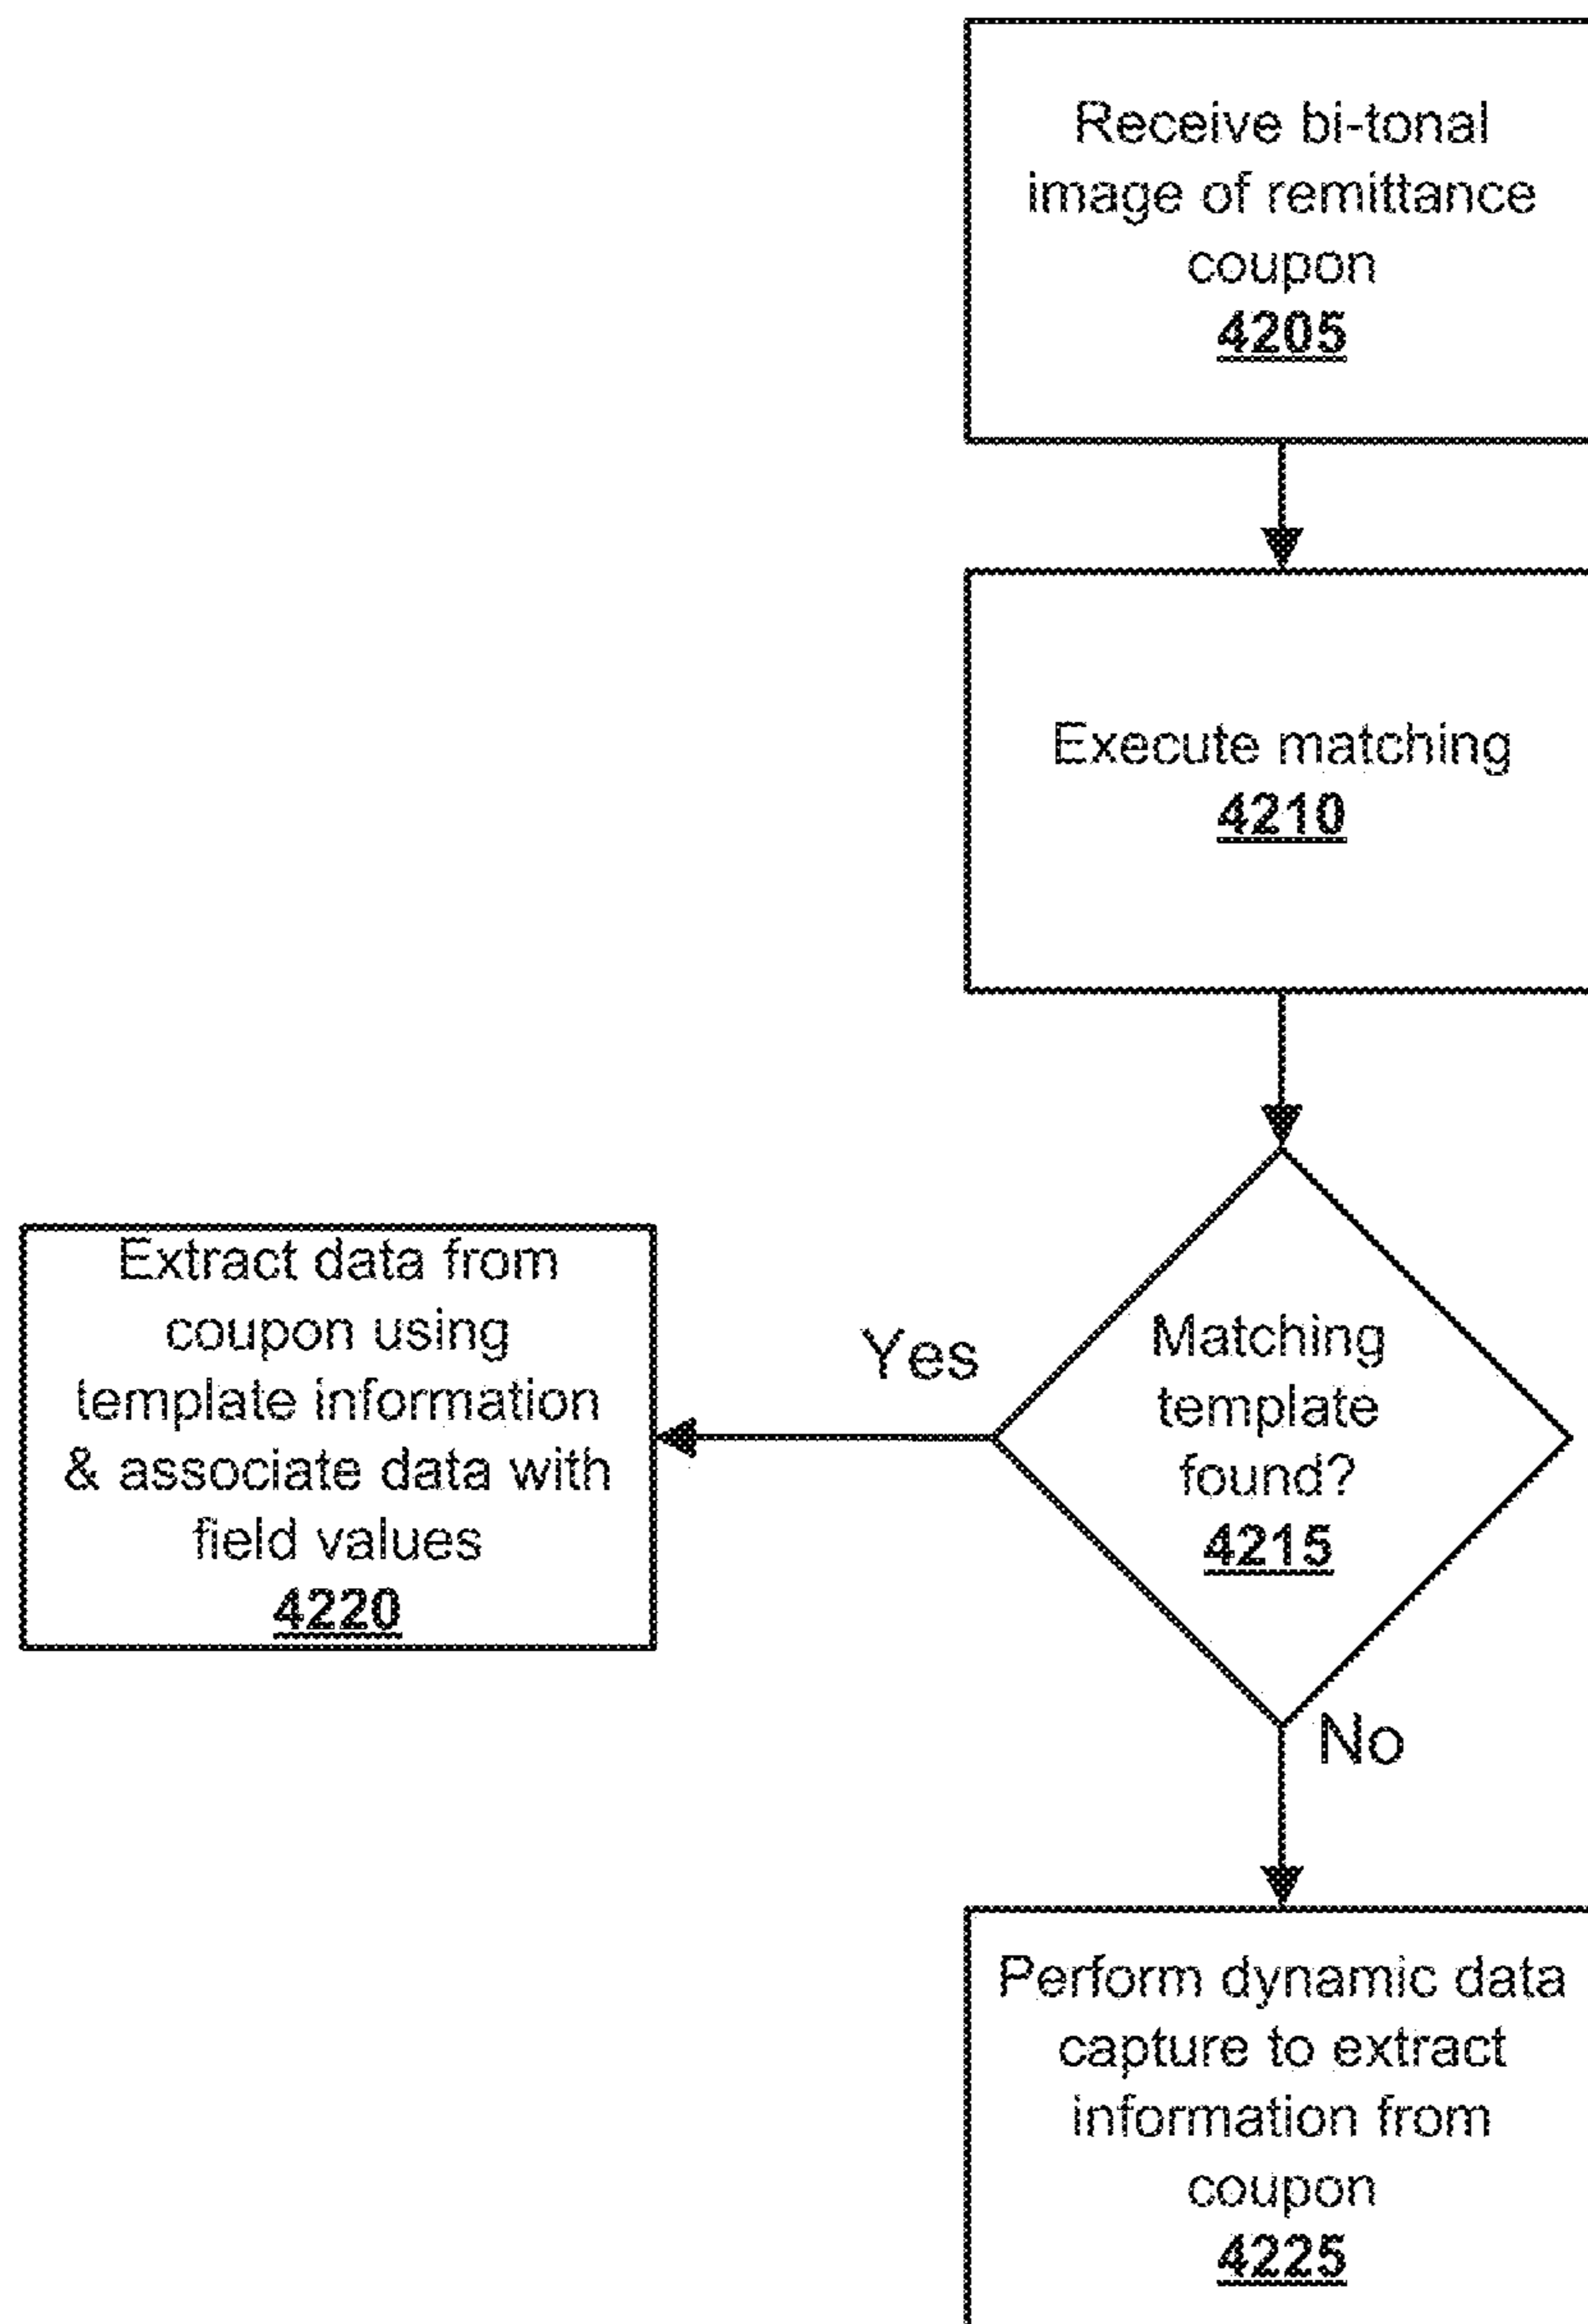 Receive bi-tonal
image of remittance
coupon
4205
Execute matching
4210
Matching
template
found?
4215
Yes
Extract data from
coupon using
template information
& associate data with
field values
4220
No
Perform dynamic data
capture to extract
information from
coupon
4225